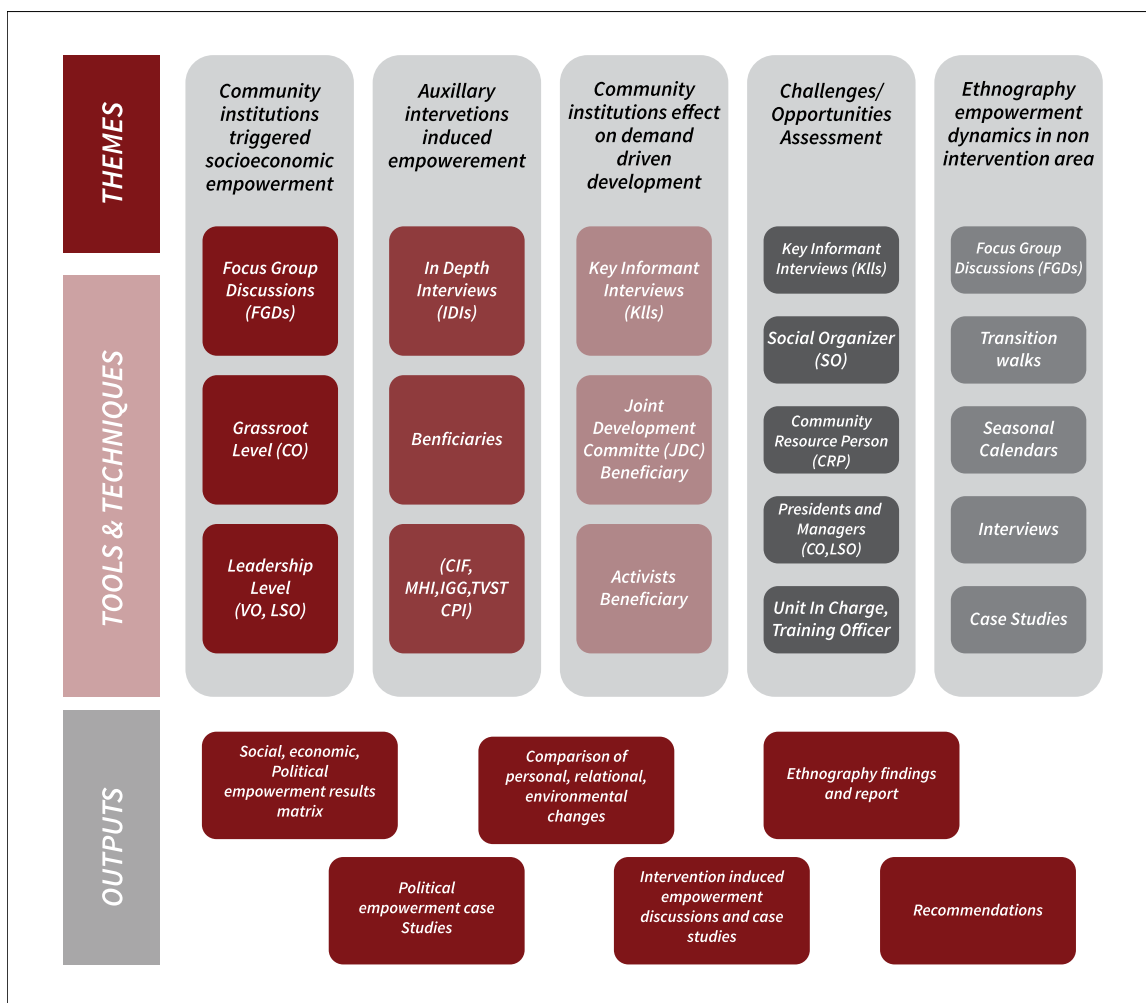 THEMES
Community
institutions
triggered
socioeconomic
empowerment
Auxillary
intervetions
induced
empowerement
Community
institutions effect
on demand
driven
development
Challenges/
Opportunities
Assessment
Ethnography
empowerment
dynamics in non
intervention area
TOOLS & TECHNIQUES
Focus Group
Discussions
(FGDs)
Grassroot
Level (CO)
Leadership
Level
(VO, LSO)
In Depth
Interviews
(IDIs)
Benficiaries
(CIF,
MHI,IGG,TVST
CPI)
Key Informant
Interviews
(KIls)
Joint
Development
Committe (JDC)
Beneficiary
Activists
Beneficiary
Key Informant
Interviews (KIls)
Social Organizer
(SO)
Community
Resource Person
(CRP)
Presidents and
Managers
(CO,LSO)
Unit In Charge,
Training Officer
Focus Group
Discussions (FGDs)
Transition
walks
Seasonal
Calendars
Interviews
Case Studies
OUTPUTS
Social, economic,
Political
empowerment results
matrix
Comparison of
personal, relational,
environmental
changes
Ethnography findings
and report
Political
empowerment case
Studies
Intervention induced
empowerment
discussions and case
studies
Recommendations